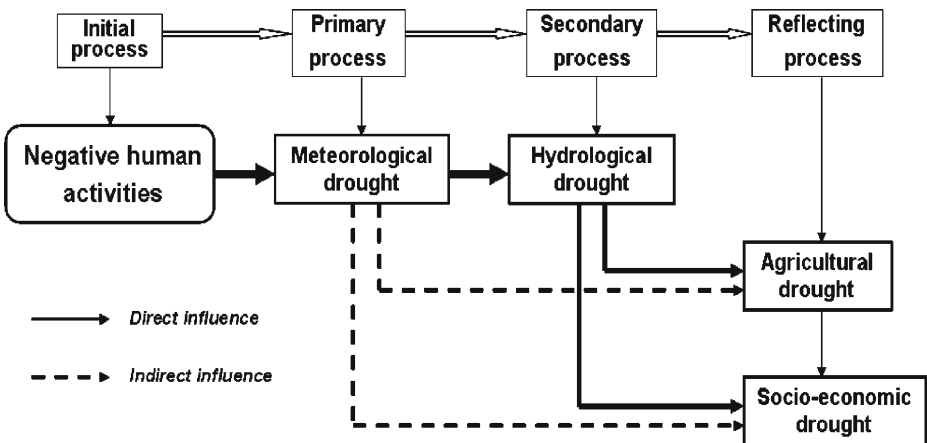 Initial
process
Primary
process
Secondary
process
Reflecting
process
Negative human
activities
Meteorological
drought
Hydrological
drought
Agricultural
drought
Direct influence
Indirect influence
Socio-economic
drought